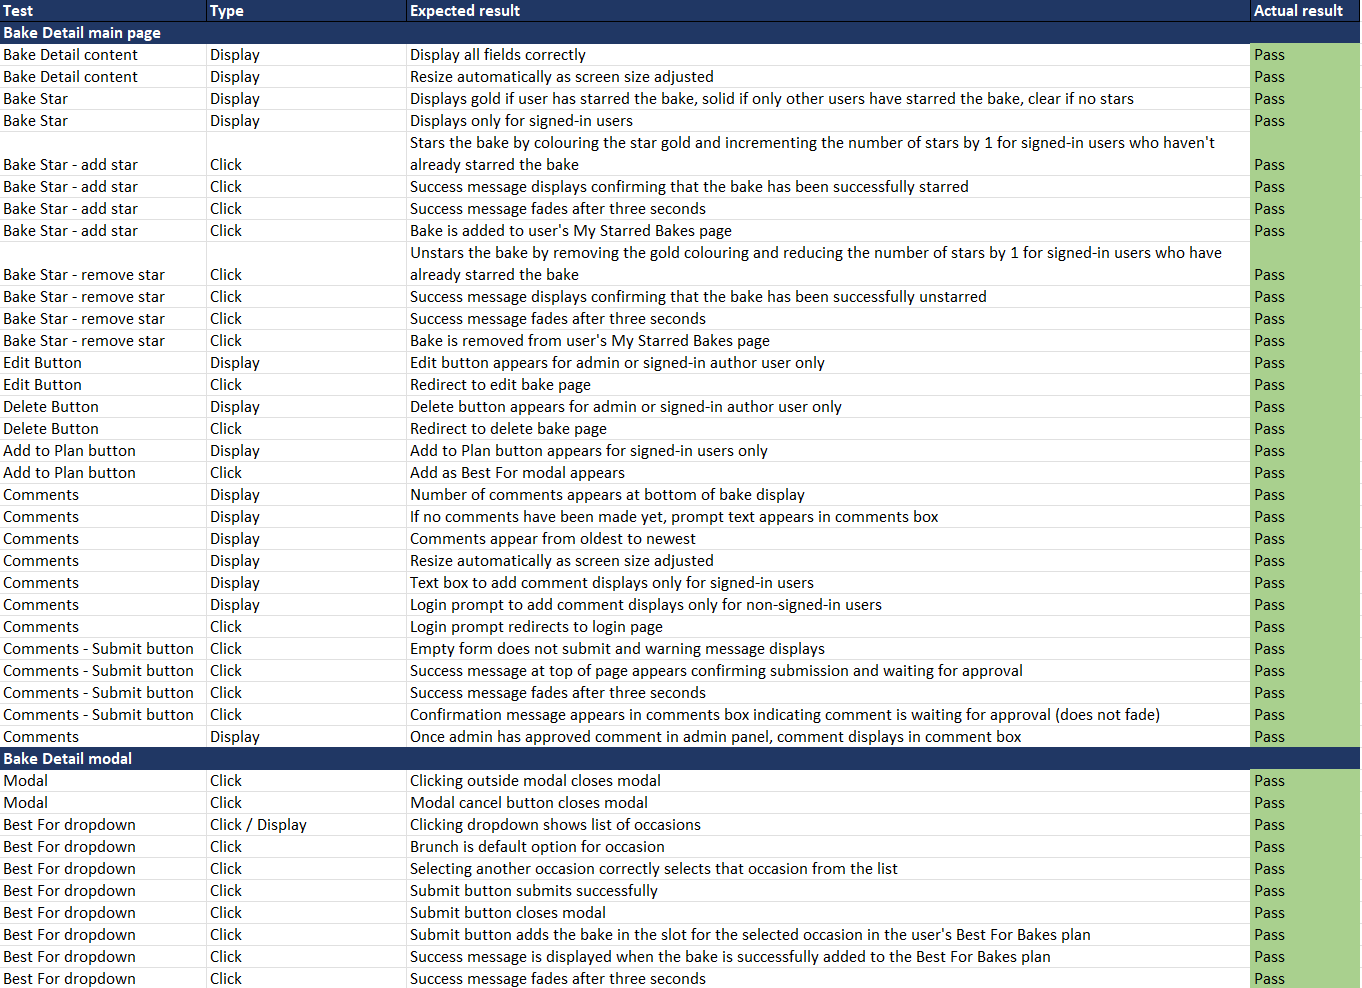 Test Type Expected result Actual result
Bake Detail main page
Bake Detail content Display Display all fields correctly Pass
Bake Detail content Display Resize automatically as screen size adjusted Pass
Bake Star Display Displays gold if user has starred the bake, solid if only other users have starred the bake, clear if no stars Pass
Bake Star Display Displays only for signed-in users Pass
Stars the bake by colouring the star gold and incrementing the number of stars by 1 for signed-in users who haven't
Bake Star - add star Click already starred the bake Pass
Bake Star - add star Click Success message displays confirming that the bake has been successfully starred Pass
Bake Star - add star Click Success message fades after three seconds Pass
Bake Star - add star Click Bake is added to user's My Starred Bakes page Pass
Unstars the bake by removing the gold colouring and reducing the number of stars by 1 for signed-in users who have
Bake Star - remove star Click already starred the bake Pass
Bake Star - remove star Click Success message displays confirming that the bake has been successfully unstarred Pass
Bake Star - remove star Click Success message fades after three seconds Pass
Bake Star - remove star Click Bake is removed from user's My Starred Bakes page Pass
Edit Button Display Edit button appears for admin or signed-in author user only Pass
Edit Button Click Redirect to edit bake page Pass
Delete Button Display Delete button appears for admin or signed-in author user only Pass
Delete Button Click Redirect to delete bake page Pass
Add to Plan button Display Add to Plan button appears for signed-in users only Pass
Add to Plan button Click Add as Best For modal appears Pass
Comments Display Number of comments appears at bottom of bake display Pass
Comments Display If no comments have been made yet, prompt text appears in comments box Pass
Comments Display Comments appear from oldest to newest Pass
Comments Display Resize automatically as screen size adjusted Pass
Comments Display Text box to add comment displays only for signed-in users Pass
Comments Display Login prompt to add comment displays only for non-signed-in users Pass
Comments Click Login prompt redirects to login page Pass
Comments - Submit button Click Empty form does not submit and warning message displays Pass
Comments - Submit button Click Success message at top of page appears confirming submission and waiting for approval Pass
Comments - Submit button Click Success message fades after three seconds Pass
Comments - Submit button Click Confirmation message appears in comments box indicating comment is waiting for approval (does not fade) Pass
Comments Display Once admin has approved comment in admin panel, comment displays in comment box Pass
Bake Detail modal
Modal Click Clicking outside modal closes modal Pass
Modal Click Modal cancel button closes modal Pass
Best For dropdown Click / Display Clicking dropdown shows list of occasions Pass
Best For dropdown Click Brunch is default option for occasion Pass
Best For dropdown Click Selecting another occasion correctly selects that occasion from the list Pass
Best For dropdown Click Submit button submits successfully Pass
Best For dropdown Click Submit button closes modal Pass
Best For dropdown Click Submit button adds the bake in the slot for the selected occasion in the user's Best For Bakes plan Pass
Best For dropdown Click Success message is displayed when the bake is successfully added to the Best For Bakes plan Pass
Best For dropdown Click Success message fades after three seconds Pass